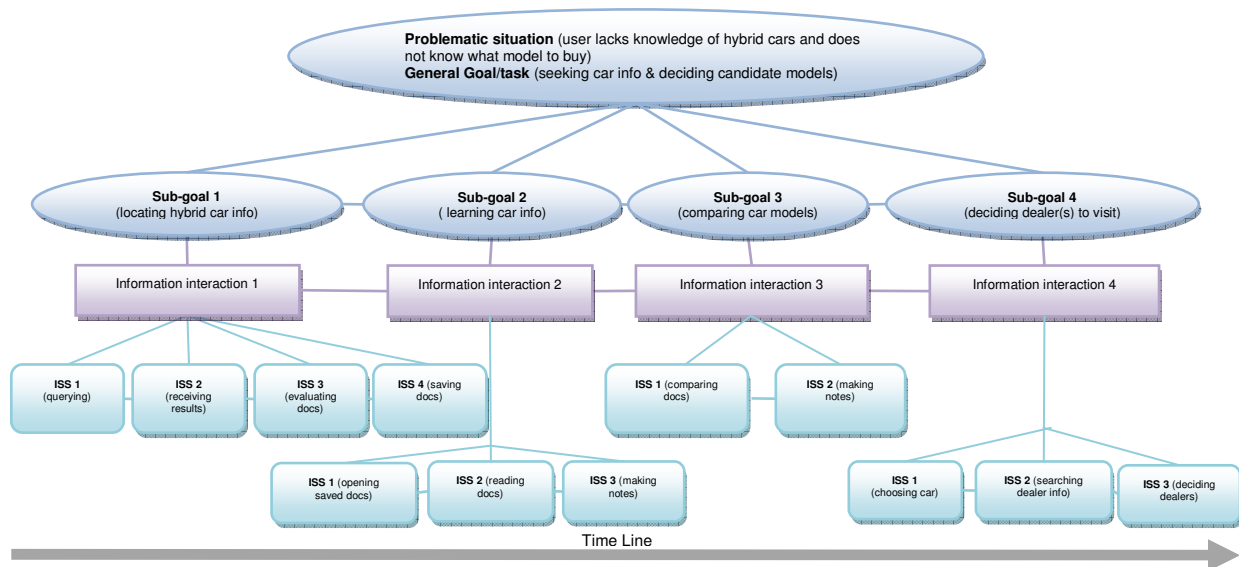 Problematic situation (user lacks knowledge of hybrid cars and does
not know what model to buy)
General Goal/task (seeking car info & deciding candidate models)
Sub-goal 1
(locating hybrid car info)
Sub-goal 2
( learning car info)
Sub-goal 3
(comparing car models)
Sub-goal 4
(deciding dealer(s) to visit)
Information interaction 1
Information interaction 2
Information interaction 3
Information interaction 4
ISS 1
(querying)
ISS 2
(receiving
results)
ISS 3
(evaluating
docs)
ISS 4 (saving
docs)
ISS 1 (comparing
docs)
ISS 2 (making
notes)
ISS 1 (opening
saved docs)
ISS 2 (reading
docs)
ISS 3 (making
notes)
ISS 1
(choosing car)
ISS 2 (searching
dealer info)
ISS 3 (deciding
dealers)
Time Line